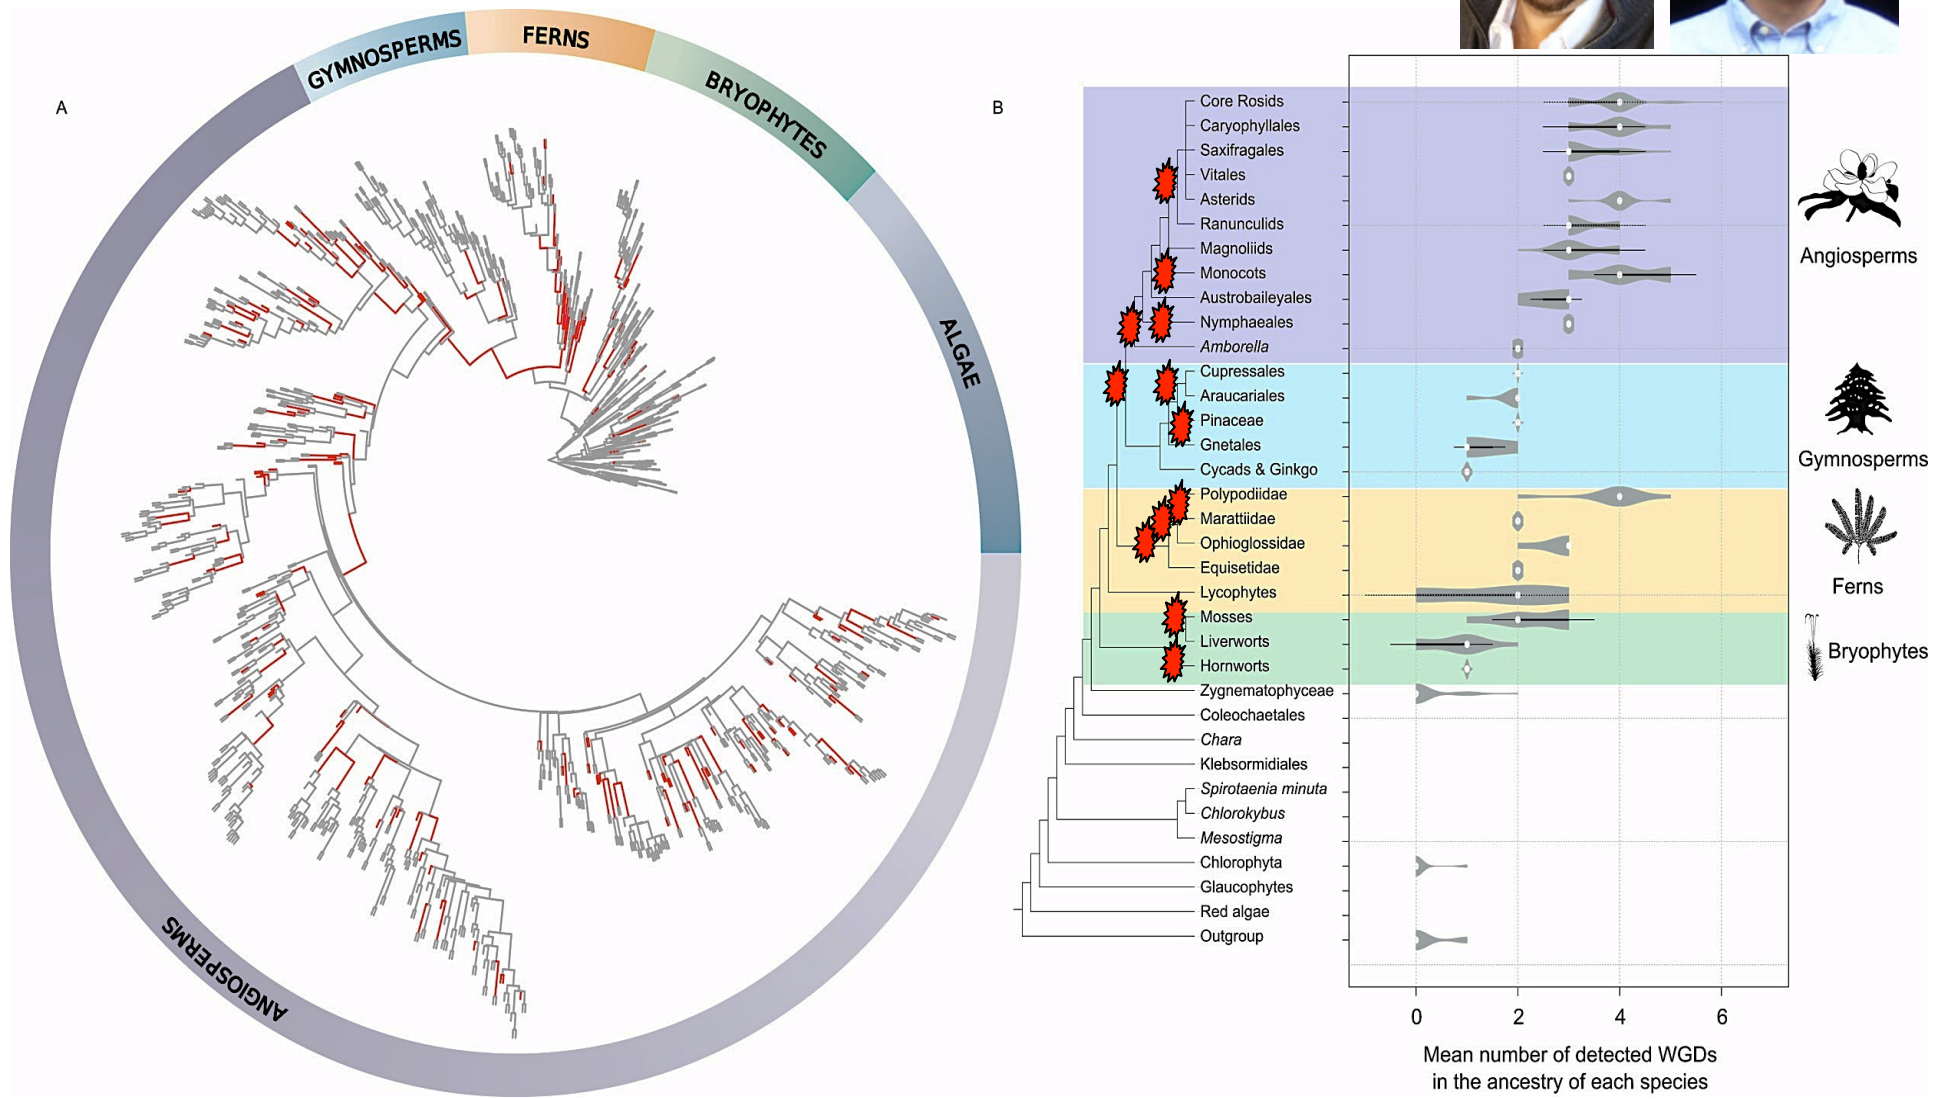 A
GYMNOSPERMS
FERNS
BRYOPHYTES
ALGAE
ANGIOSPERMS
B
Core Rosids
Caryophyllales
Saxifragales
Vitales
Asterids
Ranunculids
Magnoliids
Monocots
Austrobaileyales
Nymphaeales
Amborella
Cupressales
Araucariales
Pinaceae
Gnetales
Cycads & Ginkgo
Polypodiidae
Marattiidae
Ophioglossidae
Equisetidae
Lycophytes
Mosses
Liverworts
Hornworts
Zygnematophyceae
Coleochaetales
Chara
Klebsormidiales
Spirotaenia minuta
Chlorokybus
Mesostigma
Chlorophyta
Glaucophytes
Red algae
Outgroup
Angiosperms
Gymnosperms
Ferns
Bryophytes
0 2 4 6
Mean number of detected WGDs
in the ancestry of each species